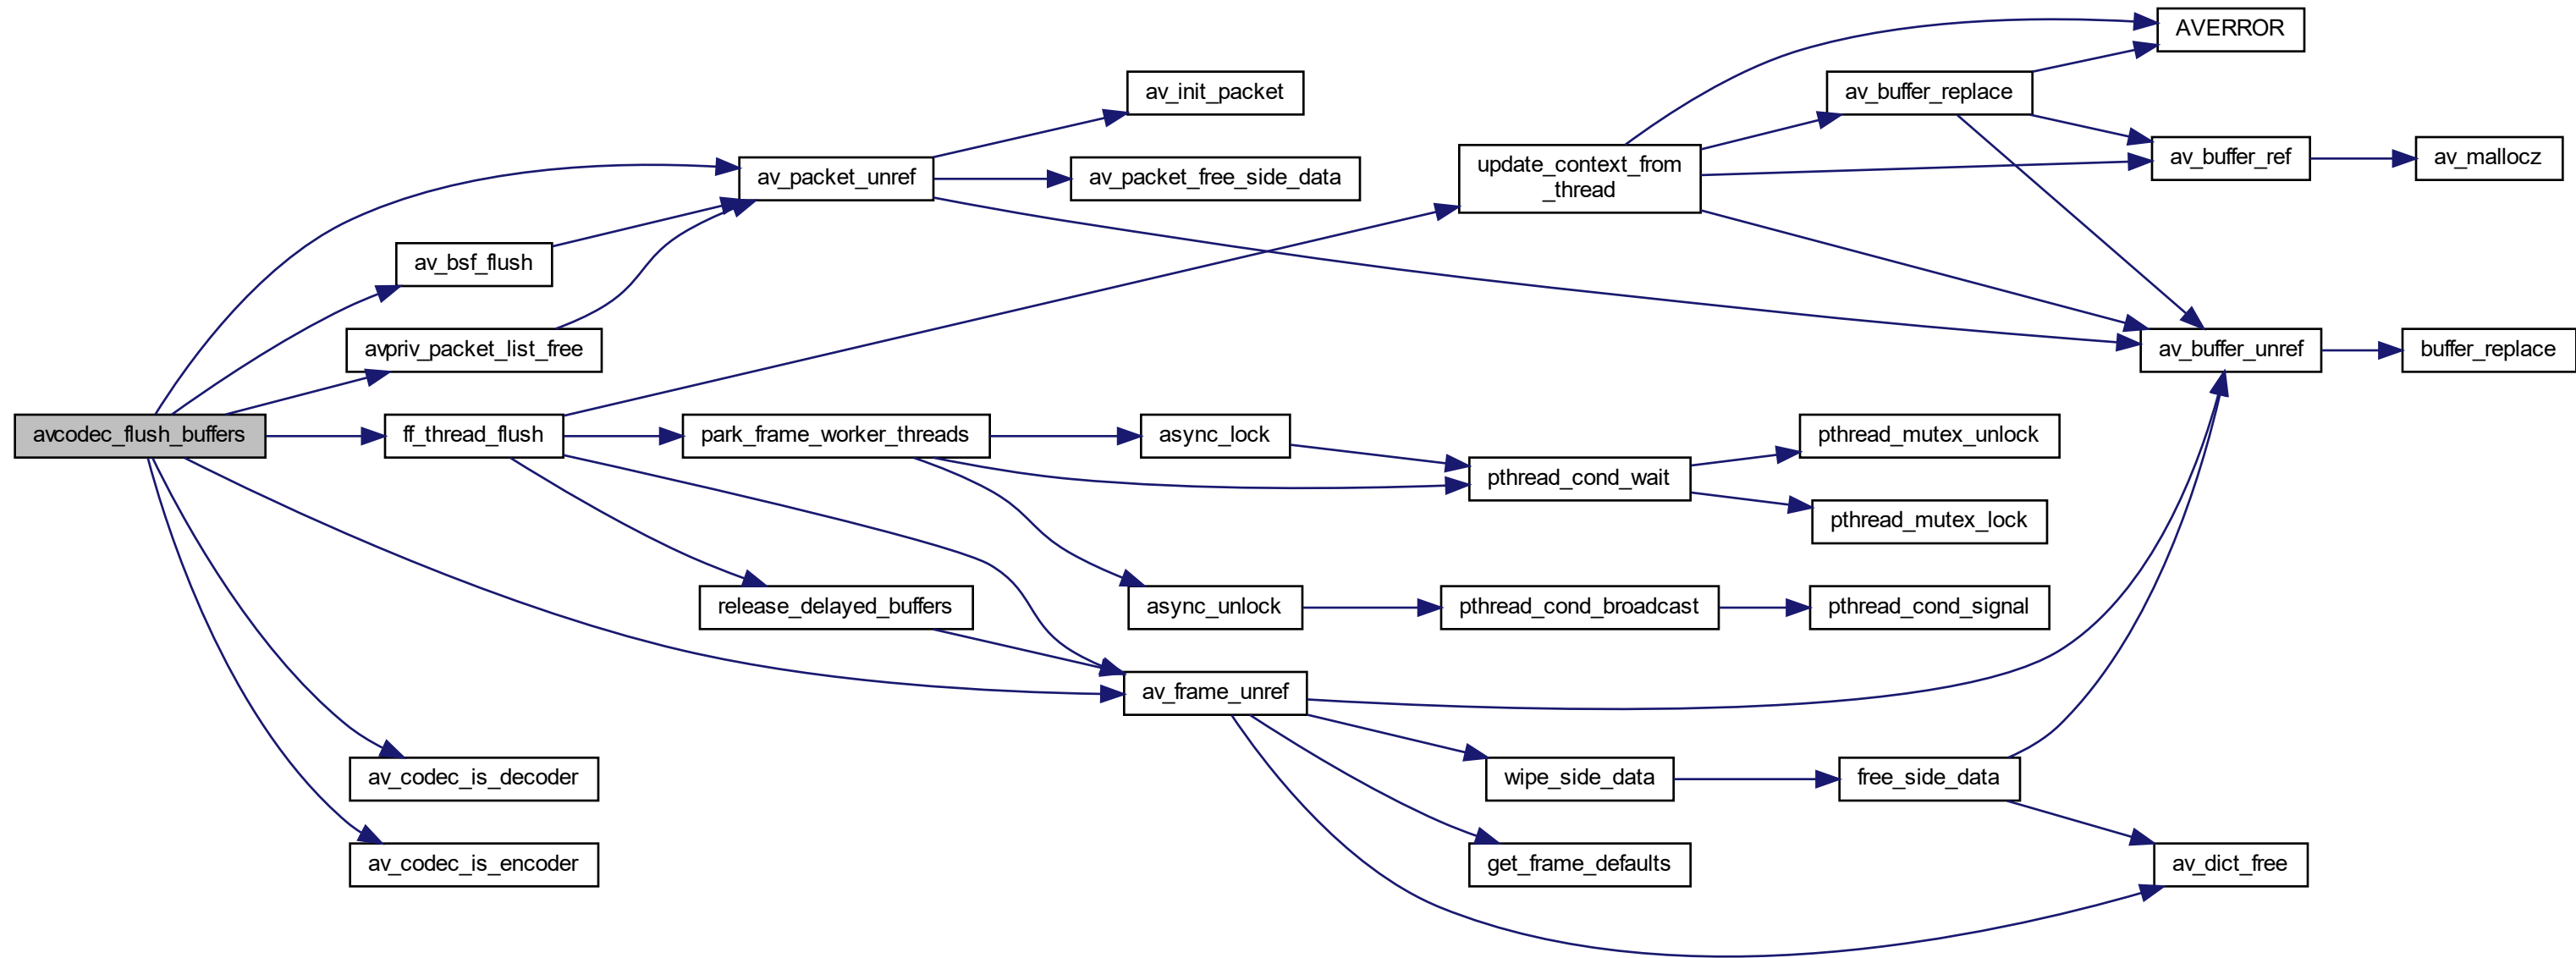 AVERROR
av_init_packet
av_buffer_replace
av_packet_unref
av_packet_free_side_data
update_context_from
_thread
av_buffer_ref
av_mallocz
av_bsf_flush
avpriv_packet_list_free
av_buffer_unref
buffer_replace
avcodec_flush_buffers
ff_thread_flush
park_frame_worker_threads
async_lock
pthread_mutex_unlock
pthread_cond_wait
pthread_mutex_lock
release_delayed_buffers
async_unlock
pthread_cond_broadcast
pthread_cond_signal
av_frame_unref
av_codec_is_decoder
wipe_side_data
free_side_data
av_codec_is_encoder
get_frame_defaults
av_dict_free